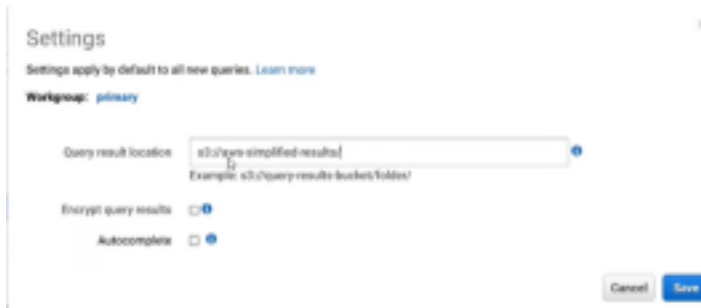 Settings
Settings apply by default to all new queries. Learn more
Workgroup: primary
Query result location s3://aws-simplified-results/
Example: s3://query-results-bucket/folder/
Encrypt query results
Autocomplete
Cancel Save